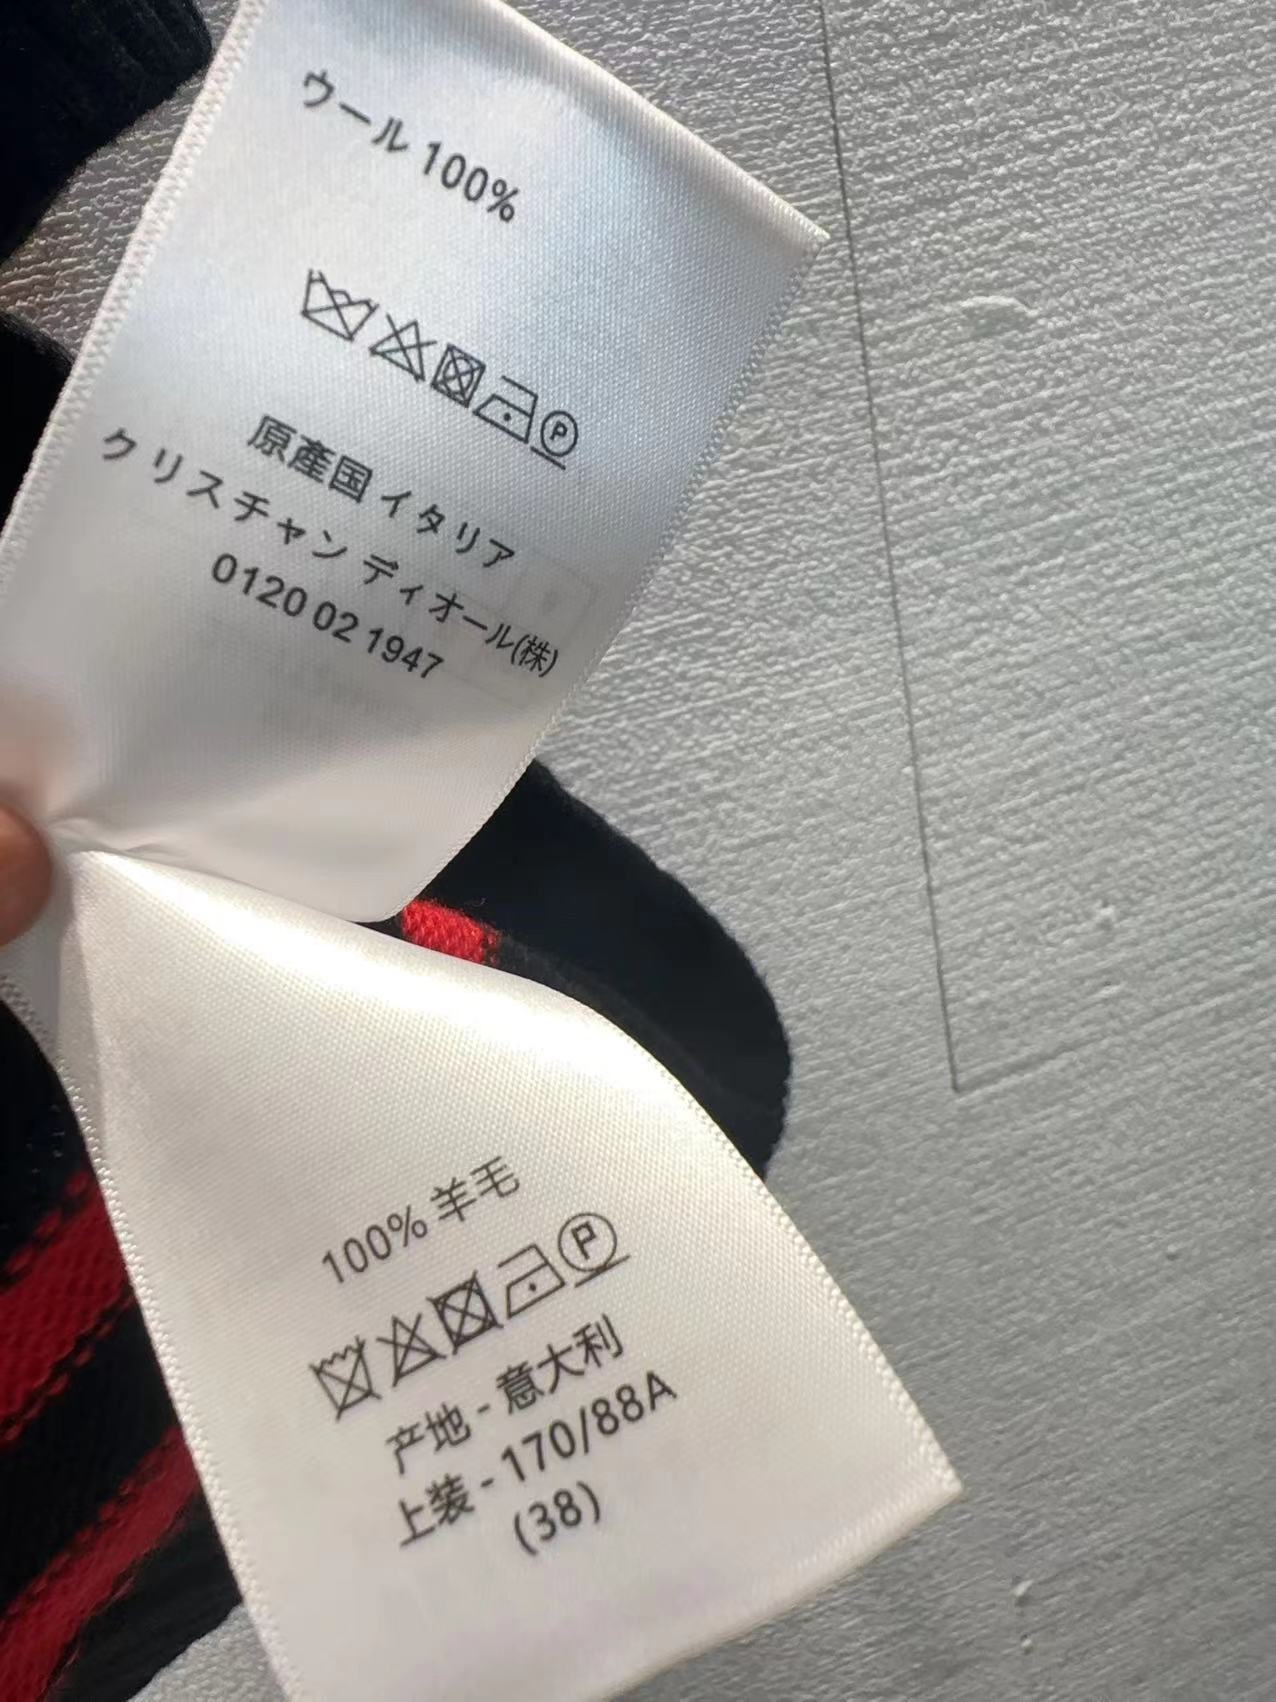 ウール 100%
P
原產国 イタリア
クリスチャン ディオール(株)
0120 02 1947
100% 羊毛
P
产地 - 意大利
上装 - 170/88A
(38)